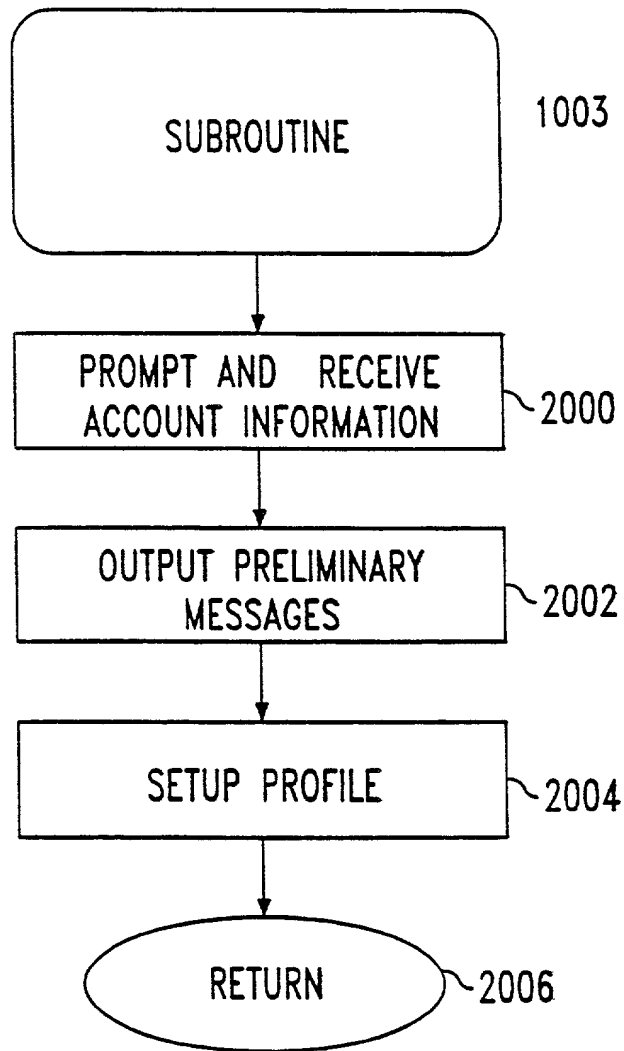 SUBROUTINE
1003
PROMPT AND RECEIVE
ACCOUNT INFORMATION
2000
OUTPUT PRELIMINARY
MESSAGES
2002
SETUP PROFILE
2004
RETURN
2006